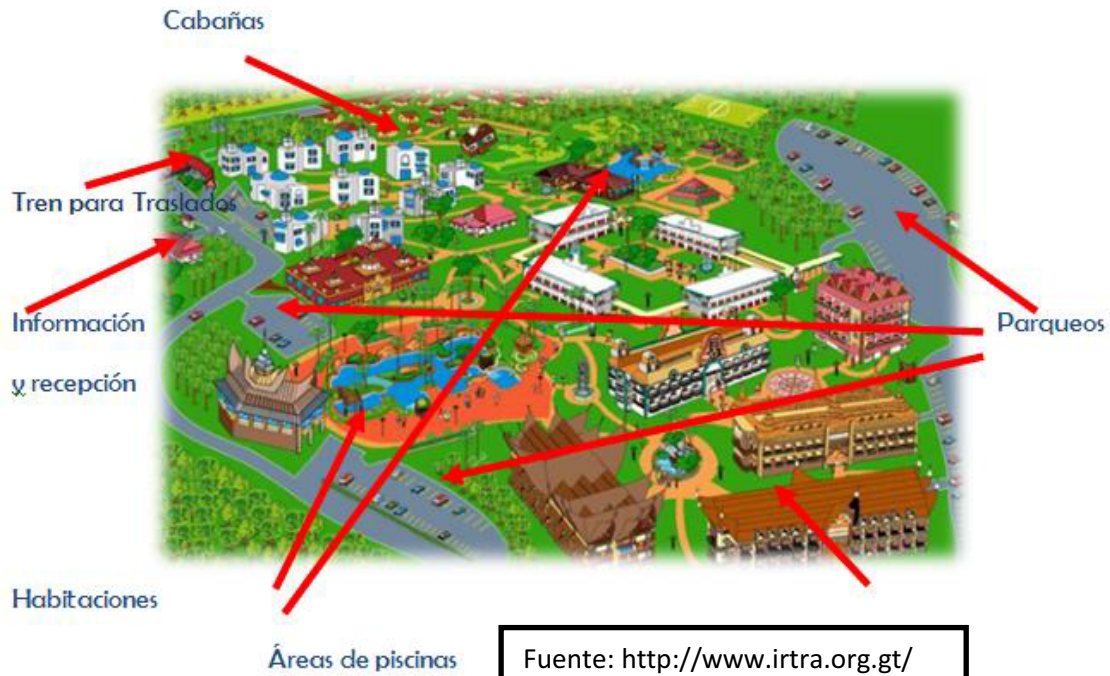 Cabañas
Tren para Traslados
Información
y recepción
Parqueos
Habitaciones
Áreas de piscinas
Fuente: http://www.irtra.org.gt/